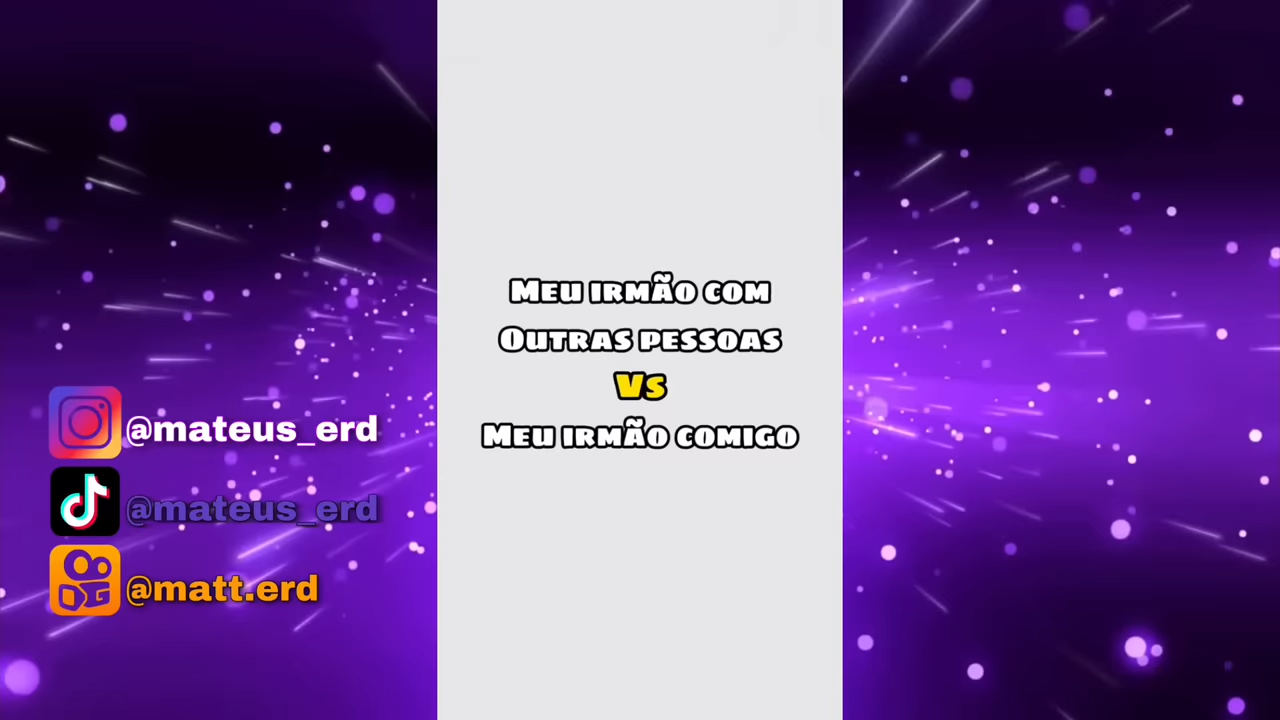 Meu irmão com
Outras pessoas
Vs
Meu irmão comigo
@mateus_erd
@mateus_erd
@matt.erd